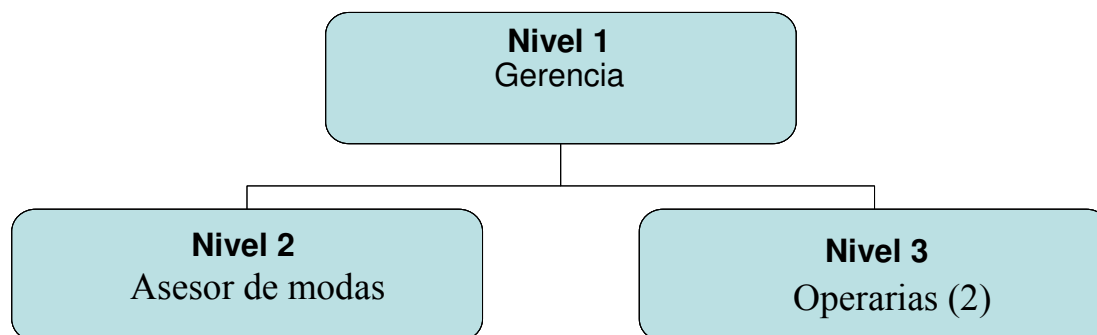 Nivel 1
Gerencia
Nivel 2
Asesor de modas
Nivel 3
Operarias (2)